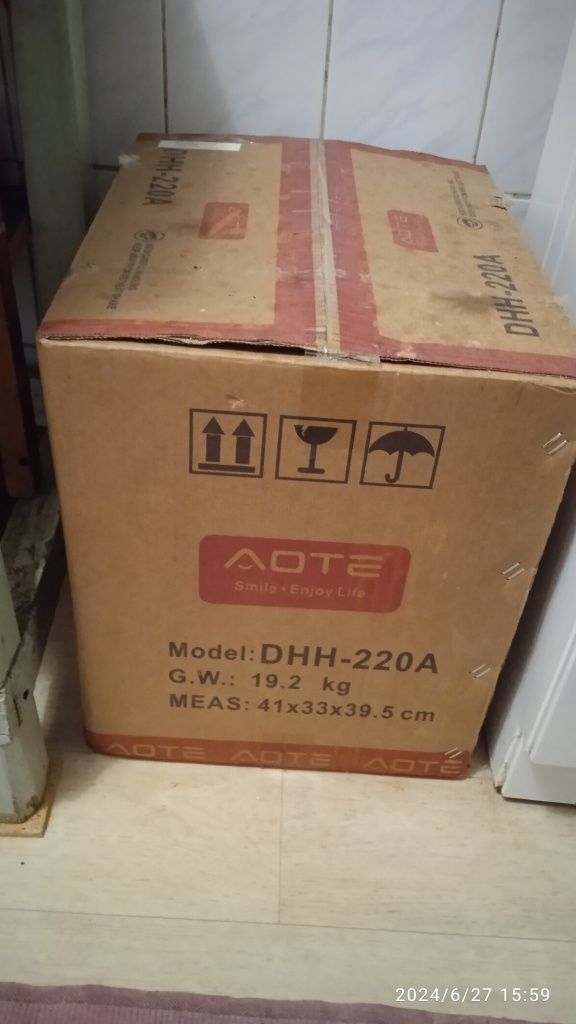 DHH-220A
AOTE
DHH-220A
AOTE
Smile • Enjoy Life
Model: DHH-220A
G.W.: 19.2 kg
MEAS: 41x33x39.5 cm
AOTE AOTE AOTE
2024/6/27 15:59